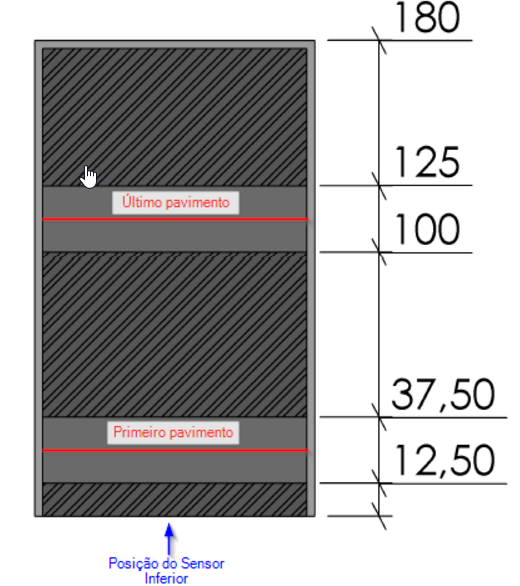 180
125
Último pavimento
100
37,50
Primeiro pavimento
12,50
Posição do Sensor
Inferior